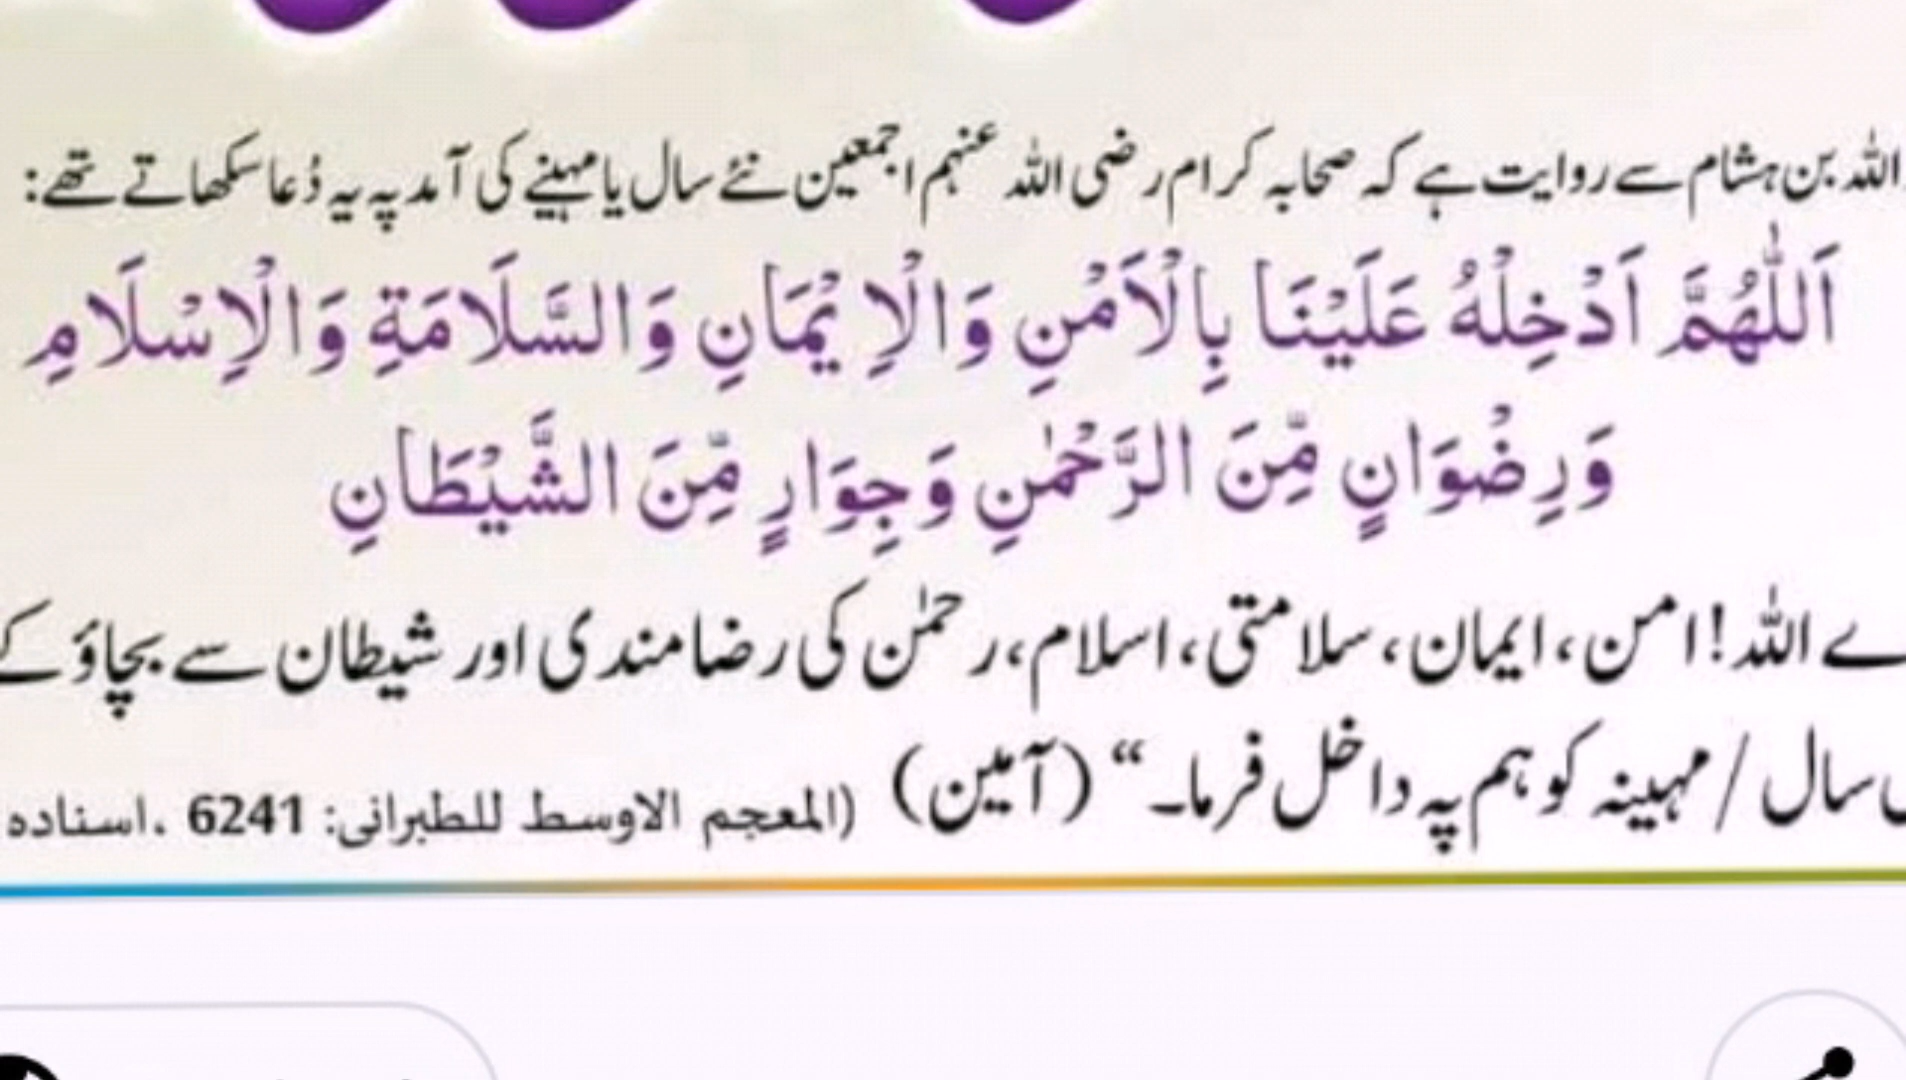 اللہ بن ہشام سے روایت ہے کہ صحابہ کرام رضی اللہ عنہم اجمعین نئے سال یا مہینے کی آمد پہ یہ دُعا سکھاتے تھے:
اَللّٰهُمَّ اَدْخِلْهُ عَلَيْنَا بِالْاَمْنِ وَالْاِيْمَانِ وَالسَّلَامَةِ وَالْاِسْلَامِ
وَرِضْوَانٍ مِّنَ الرَّحْمٰنِ وَجِوَارٍ مِّنَ الشَّيْطَانِ
اللہ! امن، ایمان، سلامتی، اسلام، رحمٰن کی رضامندی اور شیطان سے بچاؤ کے
سال / مہینہ کو ہم پہ داخل فرما۔“ (آمین) (المعجم الاوسط للطبرانی: 6241 ،اسنادہ